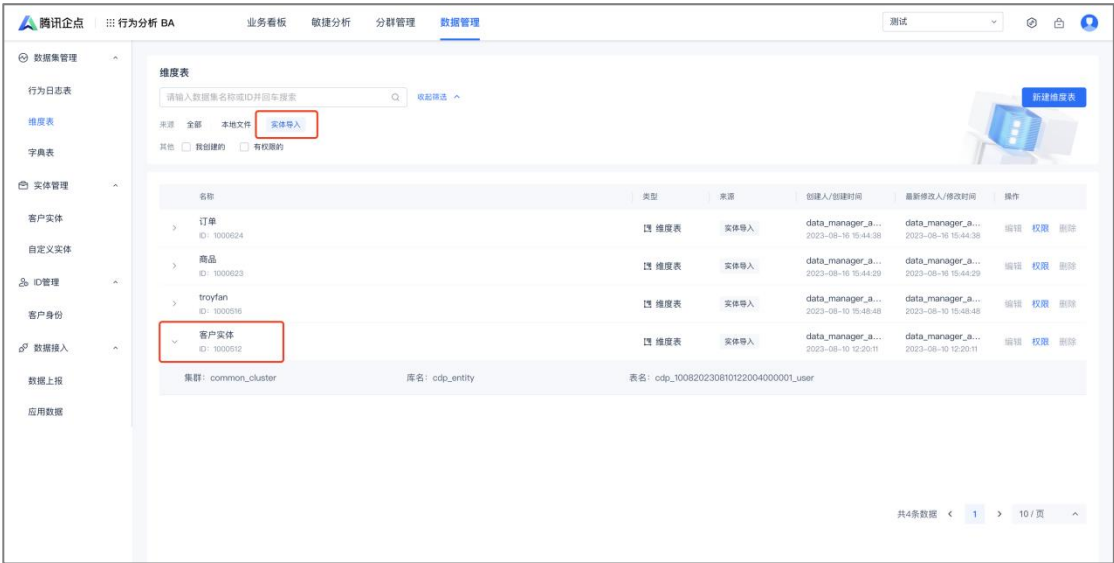 腾讯企点 行为分析 BA 业务看板 敏捷分析 分群管理 数据管理 测试
数据集管理
行为日志表
维度表
字典表
实体管理
客户实体
自定义实体
ID管理
客户身份
数据接入
数据上报
应用数据
维度表
请输入数据集名称或ID并回车搜索 收起筛选
新建维度表
来源 全部 本地文件 实体导入
其他 我创建的 有权限的
名称 类型 来源 创建人/创建时间 最新修改人/修改时间 操作
订单 维度表 实体导入 data_manager_a... data_manager_a... 编辑 权限 删除
ID: 1000624 2023-08-16 15:44:38 2023-08-16 15:44:38
商品 维度表 实体导入 data_manager_a... data_manager_a... 编辑 权限 删除
ID: 1000623 2023-08-16 15:44:29 2023-08-16 15:44:29
troyfan 维度表 实体导入 data_manager_a... data_manager_a... 编辑 权限 删除
ID: 1000516 2023-08-10 15:48:48 2023-08-10 15:48:48
客户实体 维度表 实体导入 data_manager_a... data_manager_a... 编辑 权限 删除
ID: 1000512 2023-08-10 12:20:11 2023-08-10 12:20:11
集群: common_cluster 库名: cdp_entity 表名: cdp_100820230810122004000001_user
共4条数据 1 10 / 页